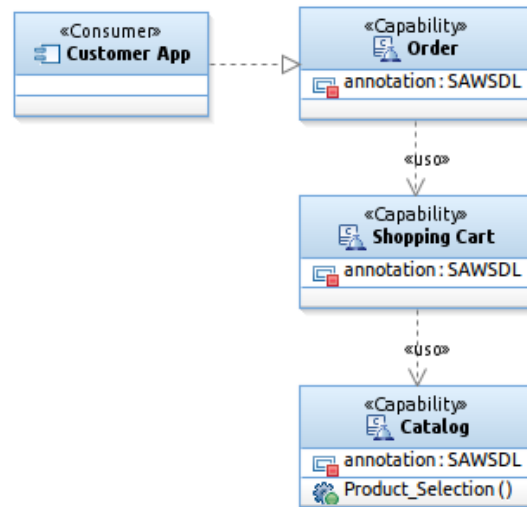 «Consumer»
Customer App
«Capability»
Order
annotation : SAWSDL
«uso»
«Capability»
Shopping Cart
annotation : SAWSDL
«uso»
«Capability»
Catalog
annotation : SAWSDL
Product_Selection ()